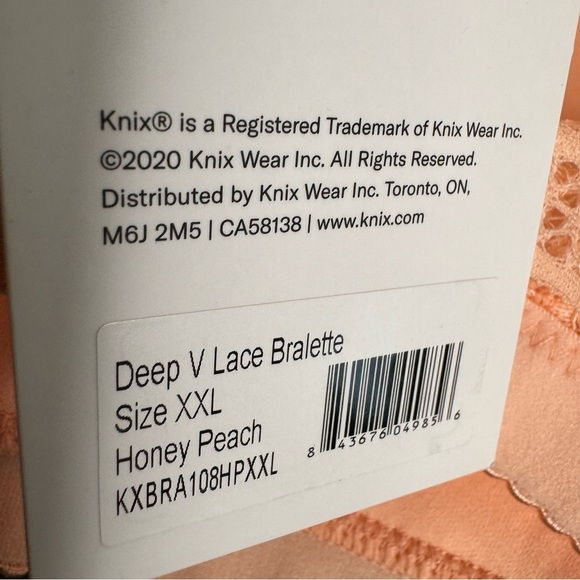 Knix® is a Registered Trademark of Knix Wear Inc.
©2020 Knix Wear Inc. All Rights Reserved.
Distributed by Knix Wear Inc. Toronto, ON,
M6J 2M5 | CA58138 | www.knix.com
Deep V Lace Bralette
Size XXL
Honey Peach
KXBRA108HPXXL
8 43676 04985 6